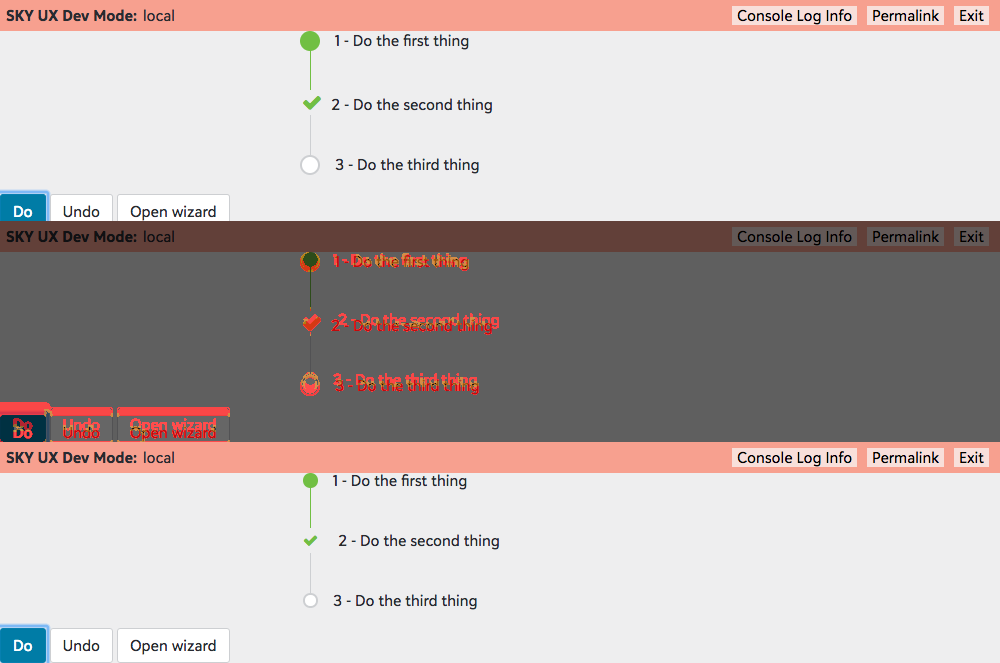 SKY UX Dev Mode: local Console Log Info Permalink Exit
1 - Do the first thing
2 - Do the second thing
3 - Do the third thing
Do Undo Open wizard
SKY UX Dev Mode: local Console Log Info Permalink Exit
1 - Do the first thing
2 - Do the second thing
3 - Do the third thing
Do Undo Open wizard
SKY UX Dev Mode: local Console Log Info Permalink Exit
1 - Do the first thing
2 - Do the second thing
3 - Do the third thing
Do Undo Open wizard